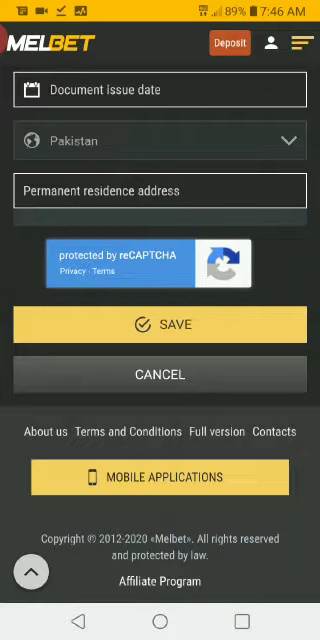 89% 7:46 AM
MELBET
Deposit
Document issue date
Pakistan
Permanent residence address
protected by reCAPTCHA
Privacy - Terms
SAVE
CANCEL
About us Terms and Conditions Full version Contacts
MOBILE APPLICATIONS
Copyright © 2012-2020 «Melbet». All rights reserved
and protected by law.
Affiliate Program